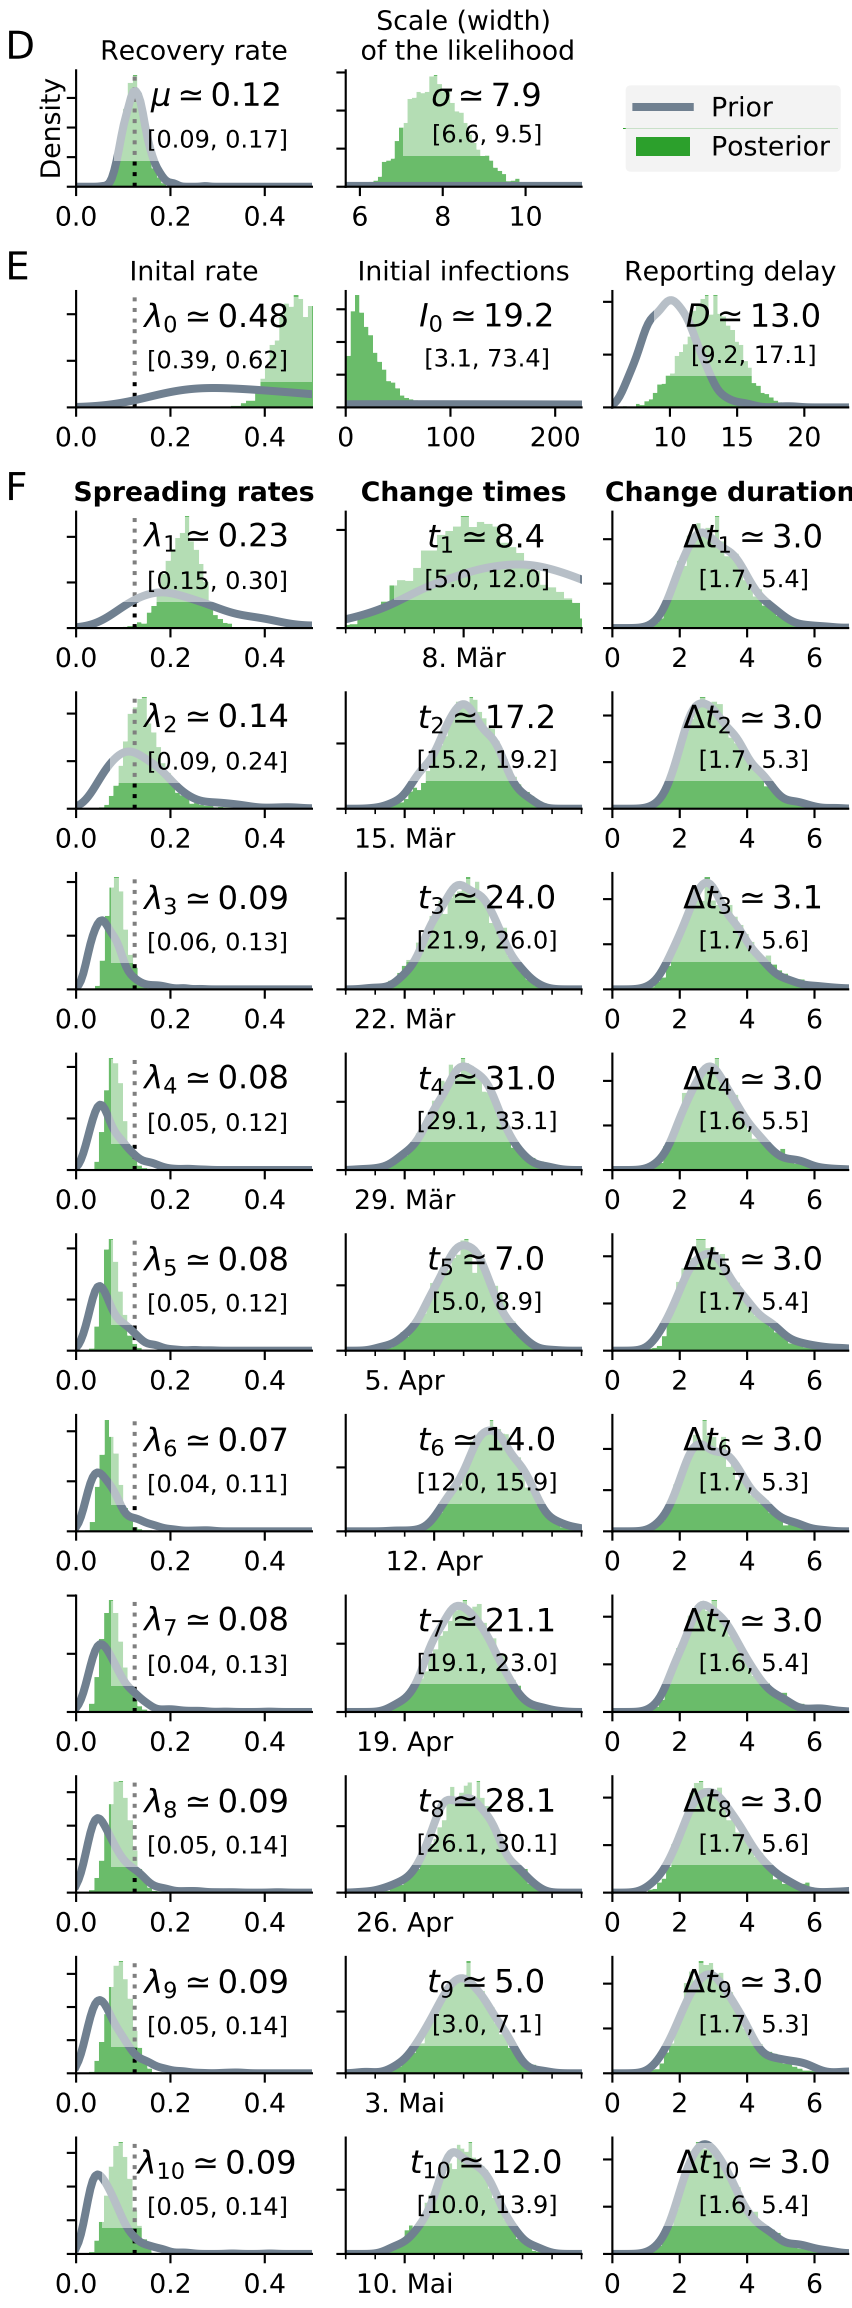 D
Recovery rate
Scale (width)
of the likelihood
Density
μ ≃ 0.12
[0.09, 0.17]
σ ≃ 7.9
[6.6, 9.5]
Prior
Posterior
0.0 0.2 0.4
6 8 10
E
Inital rate
Initial infections
Reporting delay
λ0 ≃ 0.48
[0.39, 0.62]
I0 ≃ 19.2
[3.1, 73.4]
D ≃ 13.0
[9.2, 17.1]
0.0 0.2 0.4
0 100 200
10 15 20
F
Spreading rates
Change times
Change duration
λ1 ≃ 0.23
[0.15, 0.30]
t1 ≃ 8.4
[5.0, 12.0]
Δt1 ≃ 3.0
[1.7, 5.4]
0.0 0.2 0.4
8. Mär
0 2 4 6
λ2 ≃ 0.14
[0.09, 0.24]
t2 ≃ 17.2
[15.2, 19.2]
Δt2 ≃ 3.0
[1.7, 5.3]
0.0 0.2 0.4
15. Mär
0 2 4 6
λ3 ≃ 0.09
[0.06, 0.13]
t3 ≃ 24.0
[21.9, 26.0]
Δt3 ≃ 3.1
[1.7, 5.6]
0.0 0.2 0.4
22. Mär
0 2 4 6
λ4 ≃ 0.08
[0.05, 0.12]
t4 ≃ 31.0
[29.1, 33.1]
Δt4 ≃ 3.0
[1.6, 5.5]
0.0 0.2 0.4
29. Mär
0 2 4 6
λ5 ≃ 0.08
[0.05, 0.12]
t5 ≃ 7.0
[5.0, 8.9]
Δt5 ≃ 3.0
[1.7, 5.4]
0.0 0.2 0.4
5. Apr
0 2 4 6
λ6 ≃ 0.07
[0.04, 0.11]
t6 ≃ 14.0
[12.0, 15.9]
Δt6 ≃ 3.0
[1.7, 5.3]
0.0 0.2 0.4
12. Apr
0 2 4 6
λ7 ≃ 0.08
[0.04, 0.13]
t7 ≃ 21.1
[19.1, 23.0]
Δt7 ≃ 3.0
[1.6, 5.4]
0.0 0.2 0.4
19. Apr
0 2 4 6
λ8 ≃ 0.09
[0.05, 0.14]
t8 ≃ 28.1
[26.1, 30.1]
Δt8 ≃ 3.0
[1.7, 5.6]
0.0 0.2 0.4
26. Apr
0 2 4 6
λ9 ≃ 0.09
[0.05, 0.14]
t9 ≃ 5.0
[3.0, 7.1]
Δt9 ≃ 3.0
[1.7, 5.3]
0.0 0.2 0.4
3. Mai
0 2 4 6
λ10 ≃ 0.09
[0.05, 0.14]
t10 ≃ 12.0
[10.0, 13.9]
Δt10 ≃ 3.0
[1.6, 5.4]
0.0 0.2 0.4
10. Mai
0 2 4 6